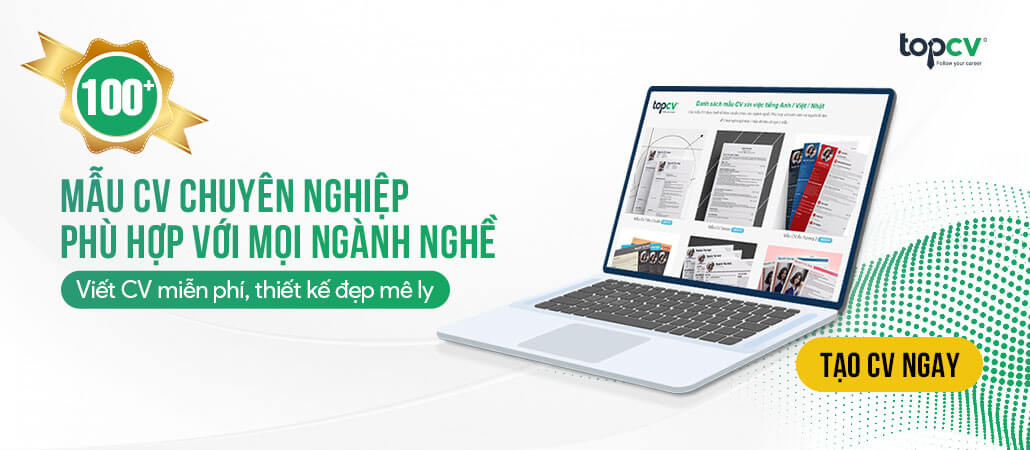 100+
topcv
Follow your career
MẪU CV CHUYÊN NGHIỆP
PHÙ HỢP VỚI MỌI NGÀNH NGHỀ
Viết CV miễn phí, thiết kế đẹp mê ly
topcv
Danh sách mẫu CV xin việc tiếng Anh / Việt / Nhật
TẠO CV NGAY